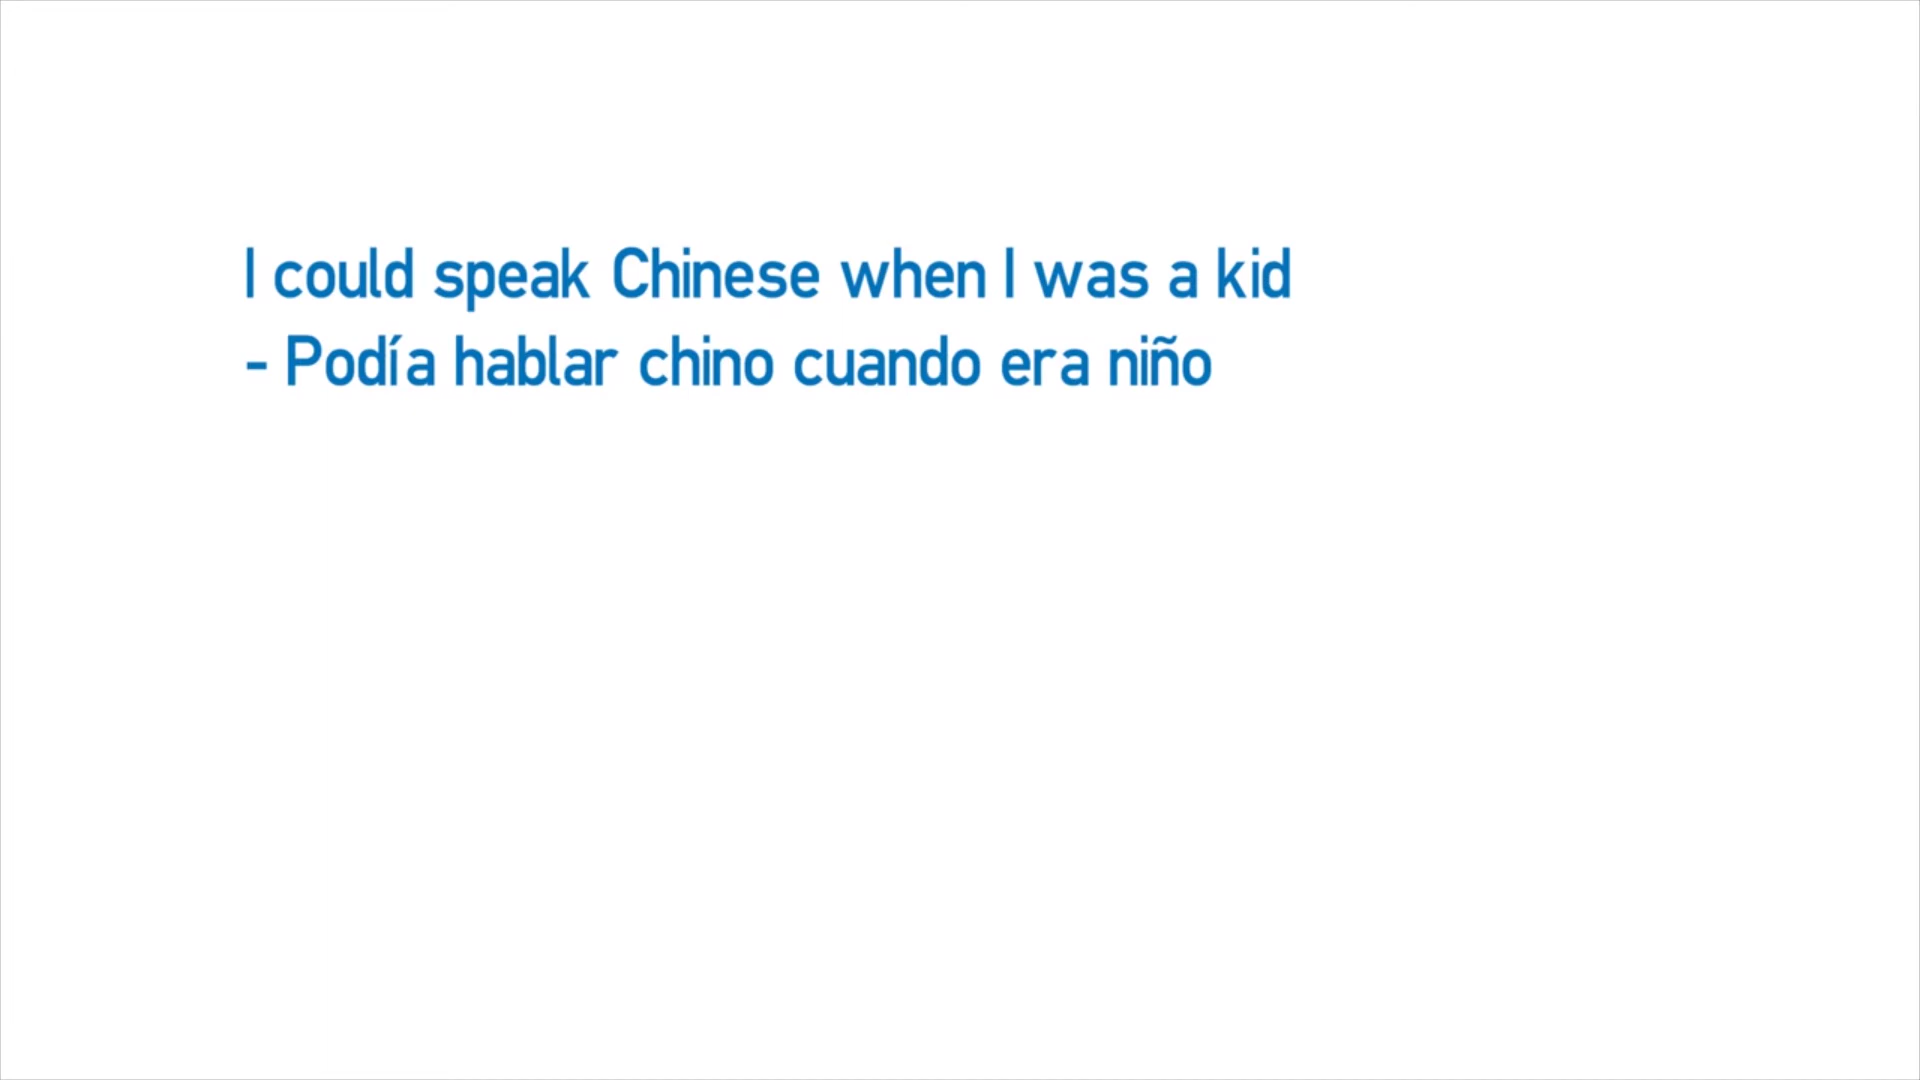 I could speak Chinese when I was a kid
- Podía hablar chino cuando era niño